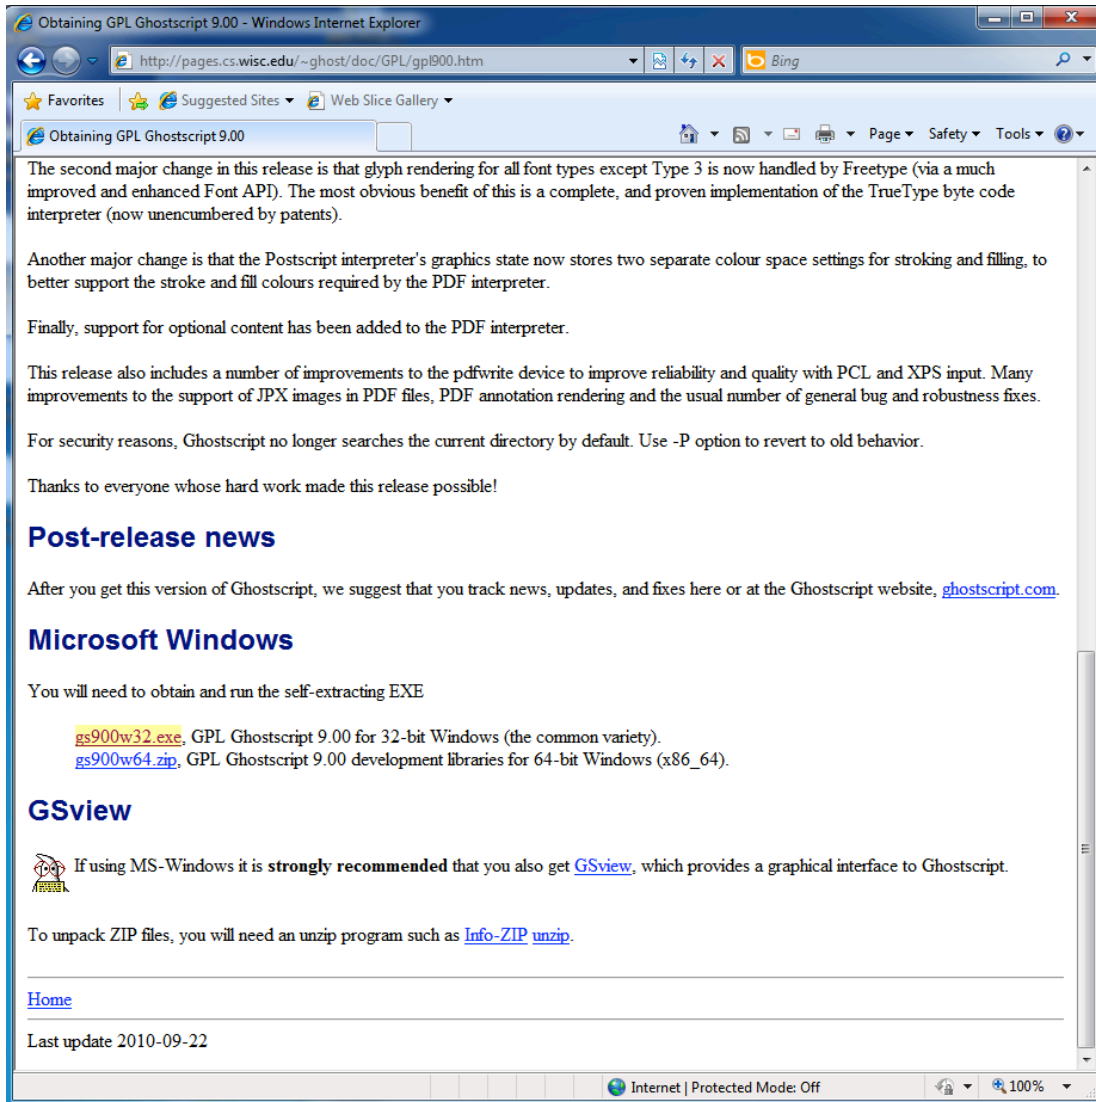 Obtaining GPL Ghostscript 9.00 - Windows Internet Explorer
http://pages.cs.wisc.edu/~ghost/doc/GPL/gpl900.htm
Bing
Favorites Suggested Sites Web Slice Gallery
Obtaining GPL Ghostscript 9.00
Page Safety Tools
The second major change in this release is that glyph rendering for all font types except Type 3 is now handled by Freetype (via a much
improved and enhanced Font API). The most obvious benefit of this is a complete, and proven implementation of the TrueType byte code
interpreter (now unencumbered by patents).
Another major change is that the Postscript interpreter's graphics state now stores two separate colour space settings for stroking and filling, to
better support the stroke and fill colours required by the PDF interpreter.
Finally, support for optional content has been added to the PDF interpreter.
This release also includes a number of improvements to the pdfwrite device to improve reliability and quality with PCL and XPS input. Many
improvements to the support of JPX images in PDF files, PDF annotation rendering and the usual number of general bug and robustness fixes.
For security reasons, Ghostscript no longer searches the current directory by default. Use -P option to revert to old behavior.
Thanks to everyone whose hard work made this release possible!
Post-release news
After you get this version of Ghostscript, we suggest that you track news, updates, and fixes here or at the Ghostscript website, ghostscript.com.
Microsoft Windows
You will need to obtain and run the self-extracting EXE
gs900w32.exe, GPL Ghostscript 9.00 for 32-bit Windows (the common variety).
gs900w64.zip, GPL Ghostscript 9.00 development libraries for 64-bit Windows (x86_64).
GSview
If using MS-Windows it is strongly recommended that you also get GSview, which provides a graphical interface to Ghostscript.
To unpack ZIP files, you will need an unzip program such as Info-ZIP unzip.
Home
Last update 2010-09-22
Internet | Protected Mode: Off
100%